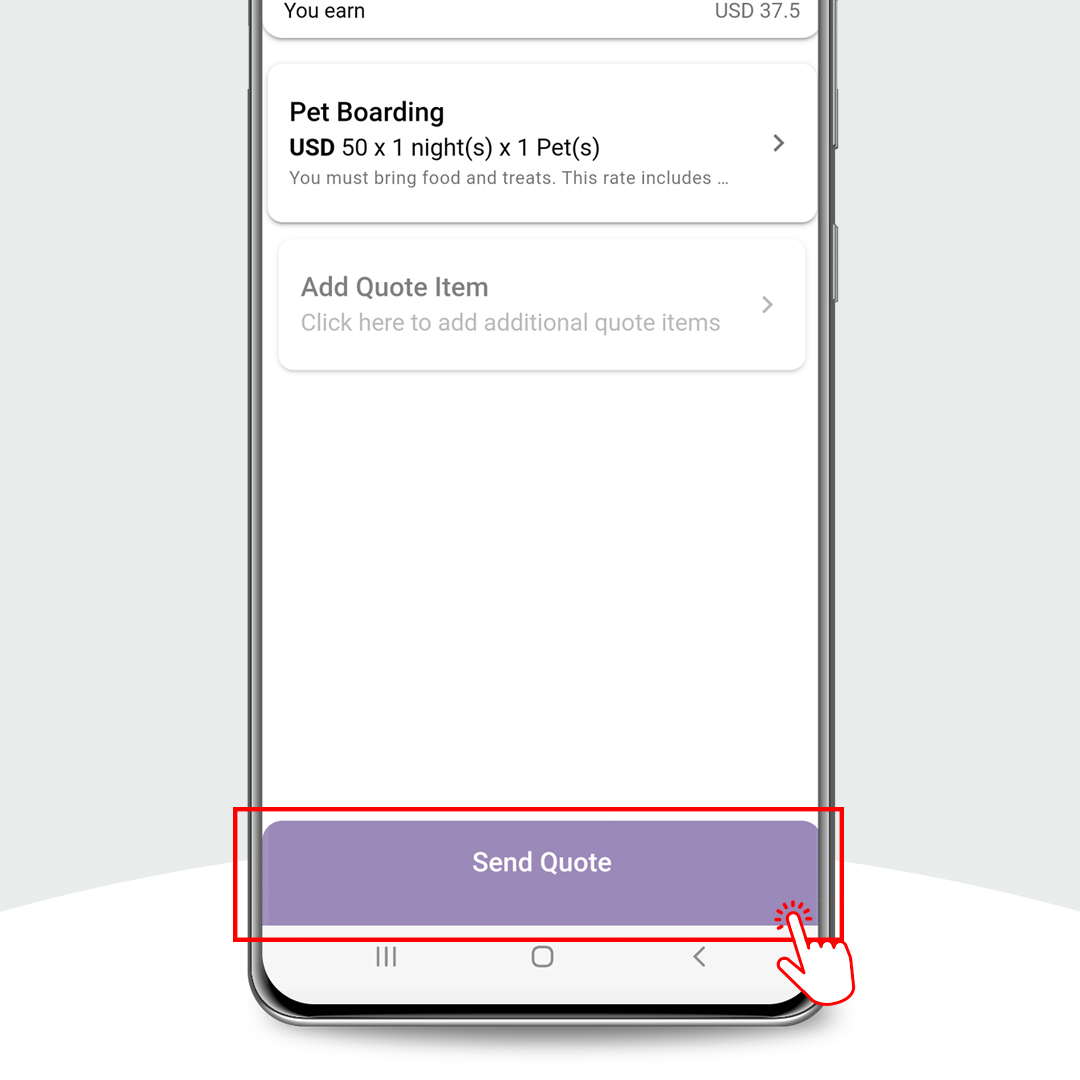 You earn USD 37.5
Pet Boarding
USD 50 x 1 night(s) x 1 Pet(s)
You must bring food and treats. This rate includes ...
Add Quote Item
Click here to add additional quote items
Send Quote